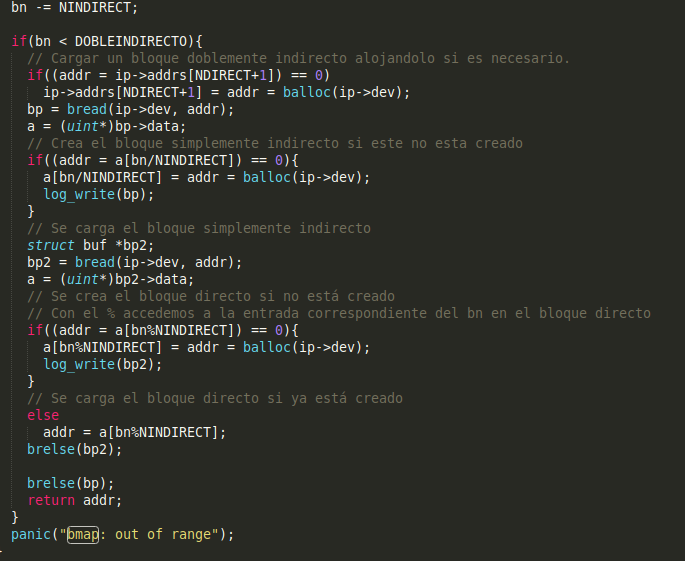 bn -= NINDIRECT;
if(bn < DOBLEINDIRECTO){
// Cargar un bloque doblemente indirecto alojandolo si es necesario.
if((addr = ip->addrs[NDIRECT+1]) == 0)
ip->addrs[NDIRECT+1] = addr = balloc(ip->dev);
bp = bread(ip->dev, addr);
a = (uint*)bp->data;
// Crea el bloque simplemente indirecto si este no esta creado
if((addr = a[bn/NINDIRECT]) == 0){
a[bn/NINDIRECT] = addr = balloc(ip->dev);
log_write(bp);
}
// Se carga el bloque simplemente indirecto
struct buf *bp2;
bp2 = bread(ip->dev, addr);
a = (uint*)bp2->data;
// Se crea el bloque directo si no está creado
// Con el % accedemos a la entrada correspondiente del bn en el bloque directo
if((addr = a[bn%NINDIRECT]) == 0){
a[bn%NINDIRECT] = addr = balloc(ip->dev);
log_write(bp2);
}
// Se carga el bloque directo si ya está creado
else
addr = a[bn%NINDIRECT];
brelse(bp2);
brelse(bp);
return addr;
}
panic("bmap: out of range");